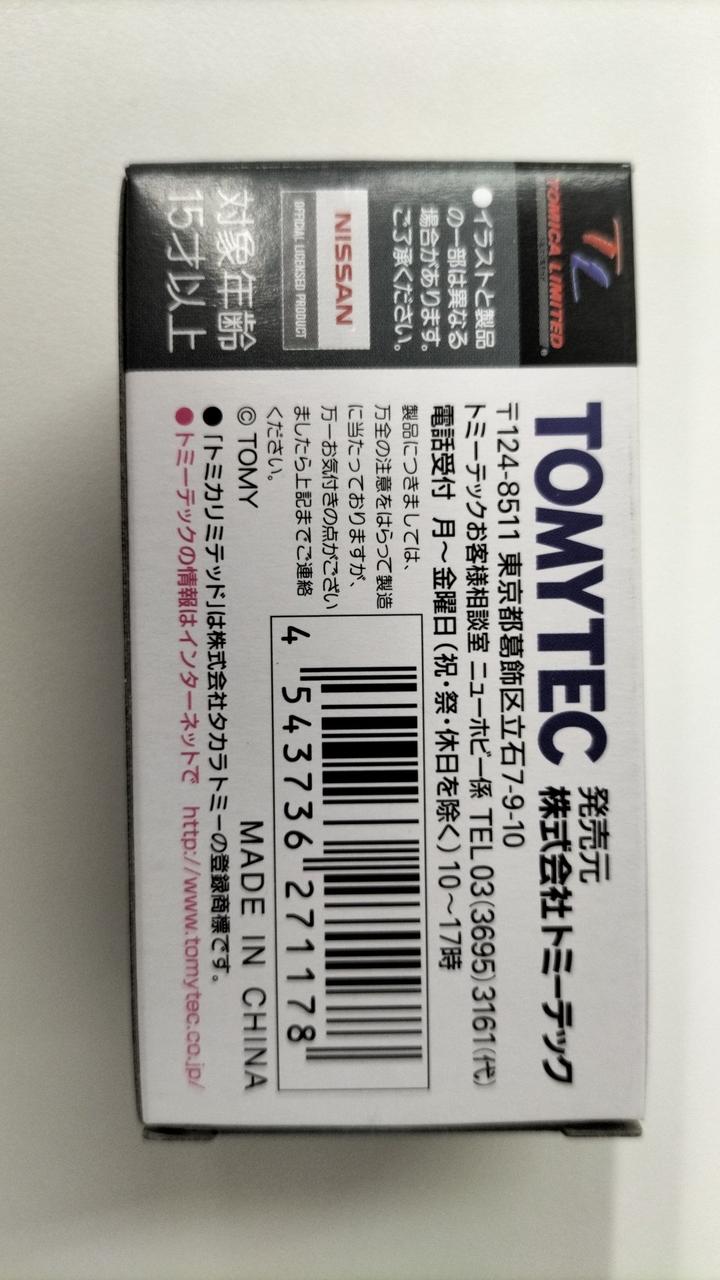 TL
TOMICA LIMITED
●イラストと製品
の一部は異なる
場合があります。
ご了承ください。
NISSAN
OFFICIAL LICENSED PRODUCT
対象年齢
15才以上
TOMYTEC
発売元
株式会社トミーテック
〒124-8511 東京都葛飾区立石7-9-10
トミーテックお客様相談室 ニューホビー係 TEL 03(3695)3161(代)
電話受付 月～金曜日(祝・祭・休日を除く)10～17時
製品につきましては、
万全の注意をはらって製造
に当たっておりますが、
万一お気付きの点がござい
ましたら上記までご連絡
ください。
4 543736 271178
© TOMY
MADE IN CHINA
●「トミカリミテッド」は株式会社タカラトミーの登録商標です。
●トミーテックの情報はインターネットで http://www.tomytec.co.jp/